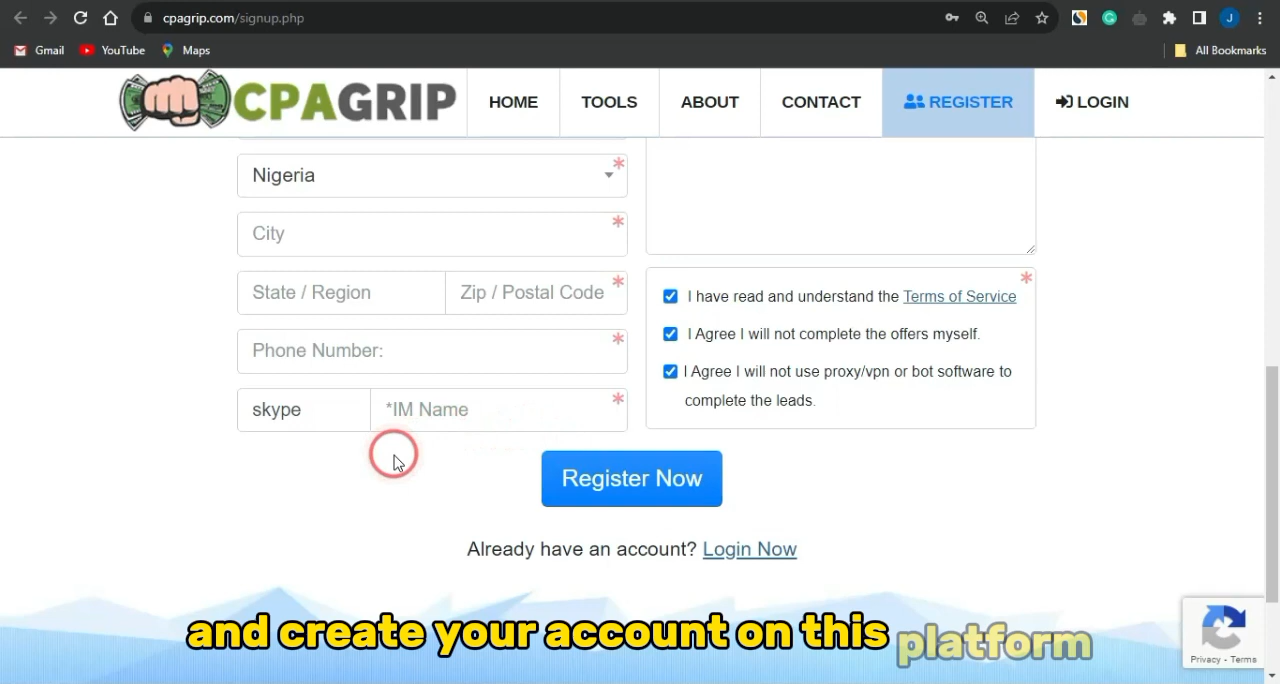 cpagrip.com/signup.php
J
Gmail
YouTube
Maps
All Bookmarks
CPAGRIP
HOME
TOOLS
ABOUT
CONTACT
REGISTER
LOGIN
Nigeria
*
City
*
State / Region
Zip / Postal Code
*
Phone Number:
*
skype
*IM Name
*
*
I have read and understand the Terms of Service
I Agree I will not complete the offers myself.
I Agree I will not use proxy/vpn or bot software to
complete the leads.
Register Now
Already have an account? Login Now
and create your account on this platform
Privacy - Terms